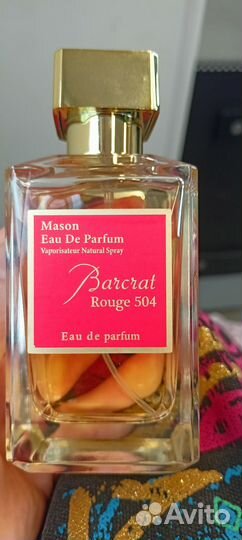 Mason
Eau De Parfum
Vaporisateur Natural Spray
Barcrat
Rouge 504
Eau de parfum
Avito